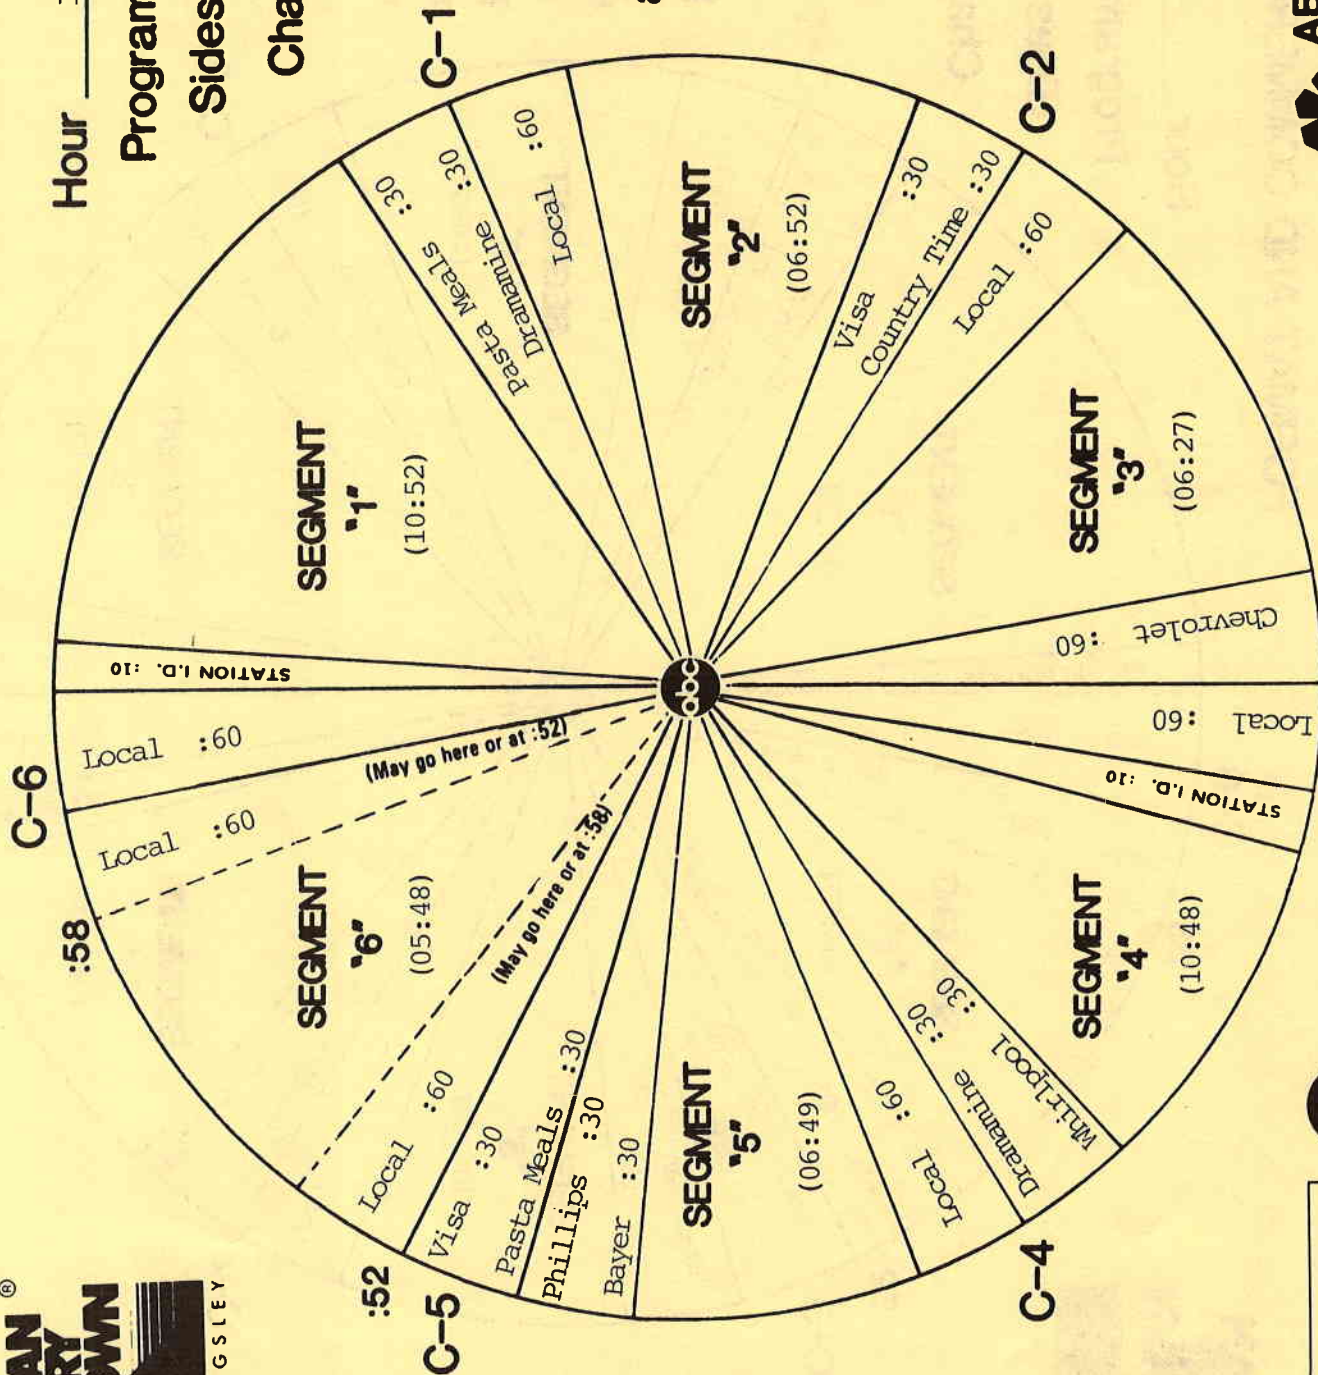 Hour
Program
Sides
C-1
Pasta Meals :30
Dramamine :30
Local :60
SEGMENT
"1"
(10:52)
SEGMENT
"2"
(06:52)
C-2
Visa :30
Country Time :30
Local :60
SEGMENT
"3"
(06:27)
Chevrolet :60
Local :60
STATION I.D. :10
SEGMENT
"4"
(10:48)
C-4
Whirlpool :30
Dramamine :30
Local :60
SEGMENT
"5"
(06:49)
Bayer :30
Phillips :30
C-5
Pasta Meals :30
Visa :30
:52
Local :60
(May go here or at :58)
SEGMENT
"6"
(05:48)
:58
(May go here or at :52)
Local :60
C-6
Local :60
STATION I.D. :10
abc